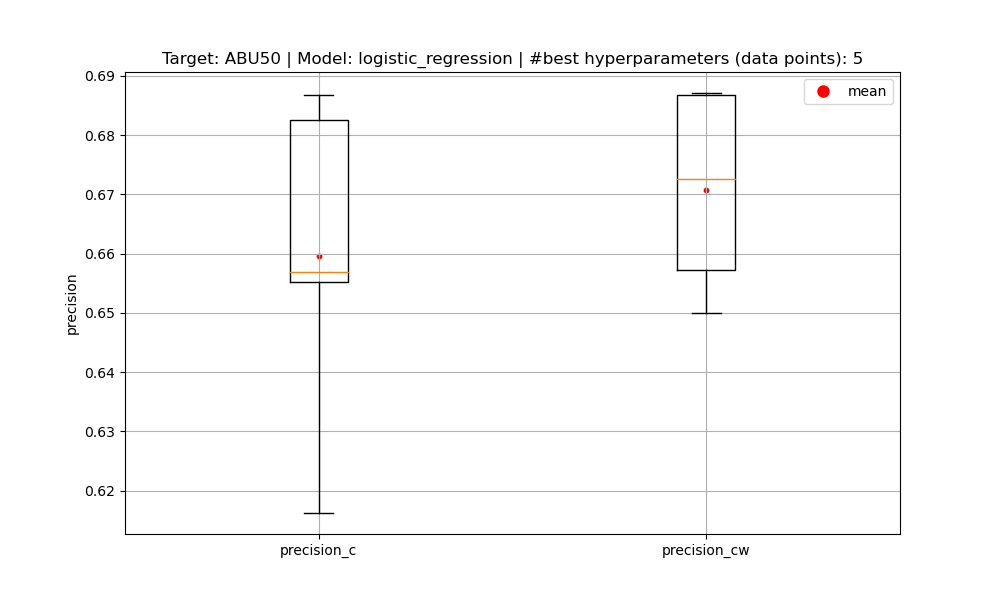 Target: ABU50 | Model: logistic_regression | #best hyperparameters (data points): 5
mean
precision
0.69
0.68
0.67
0.66
0.65
0.64
0.63
0.62
precision_c
precision_cw